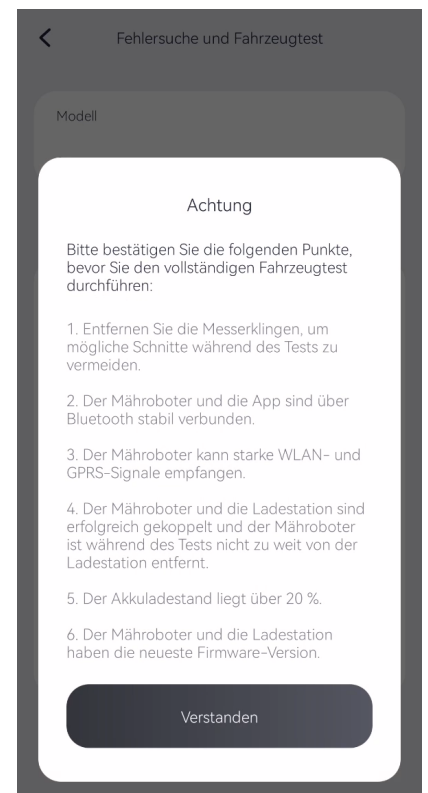 Fehlersuche und Fahrzeugtest
Modell
Achtung
Bitte bestätigen Sie die folgenden Punkte,
bevor Sie den vollständigen Fahrzeugtest
durchführen:
1. Entfernen Sie die Messerklingen, um
mögliche Schnitte während des Tests zu
vermeiden.
2. Der Mähroboter und die App sind über
Bluetooth stabil verbunden.
3. Der Mähroboter kann starke WLAN- und
GPRS-Signale empfangen.
4. Der Mähroboter und die Ladestation sind
erfolgreich gekoppelt und der Mähroboter
ist während des Tests nicht zu weit von der
Ladestation entfernt.
5. Der Akkuladestand liegt über 20 %.
6. Der Mähroboter und die Ladestation
haben die neueste Firmware-Version.
Verstanden